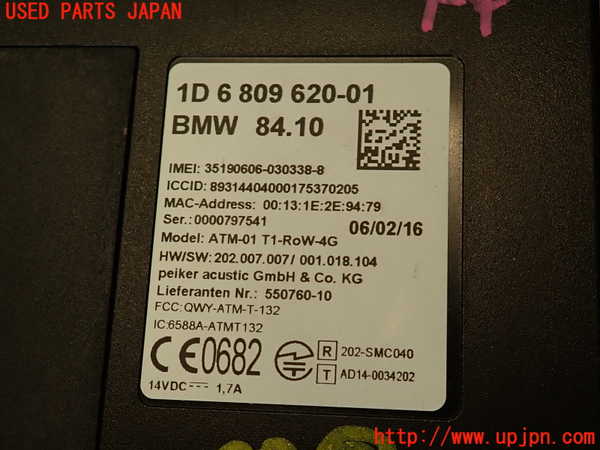 USED PARTS JAPAN
1D 6 809 620-01
BMW 84.10
IMEI: 35190606-030338-8
ICCID: 89314404000175370205
MAC-Address: 00:13:1E:2E:94:79
Ser.: 0000797541
06/02/16
Model: ATM-01 T1-RoW-4G
HW/SW: 202.007.007/ 001.018.104
peiker acustic GmbH & Co. KG
Lieferanten Nr.: 550760-10
FCC: QWY-ATM-T-132
IC:6588A-ATMT132
CE0682
R 202-SMC040
T AD14-0034202
14VDC 1,7A
http://www.upjpn.com/